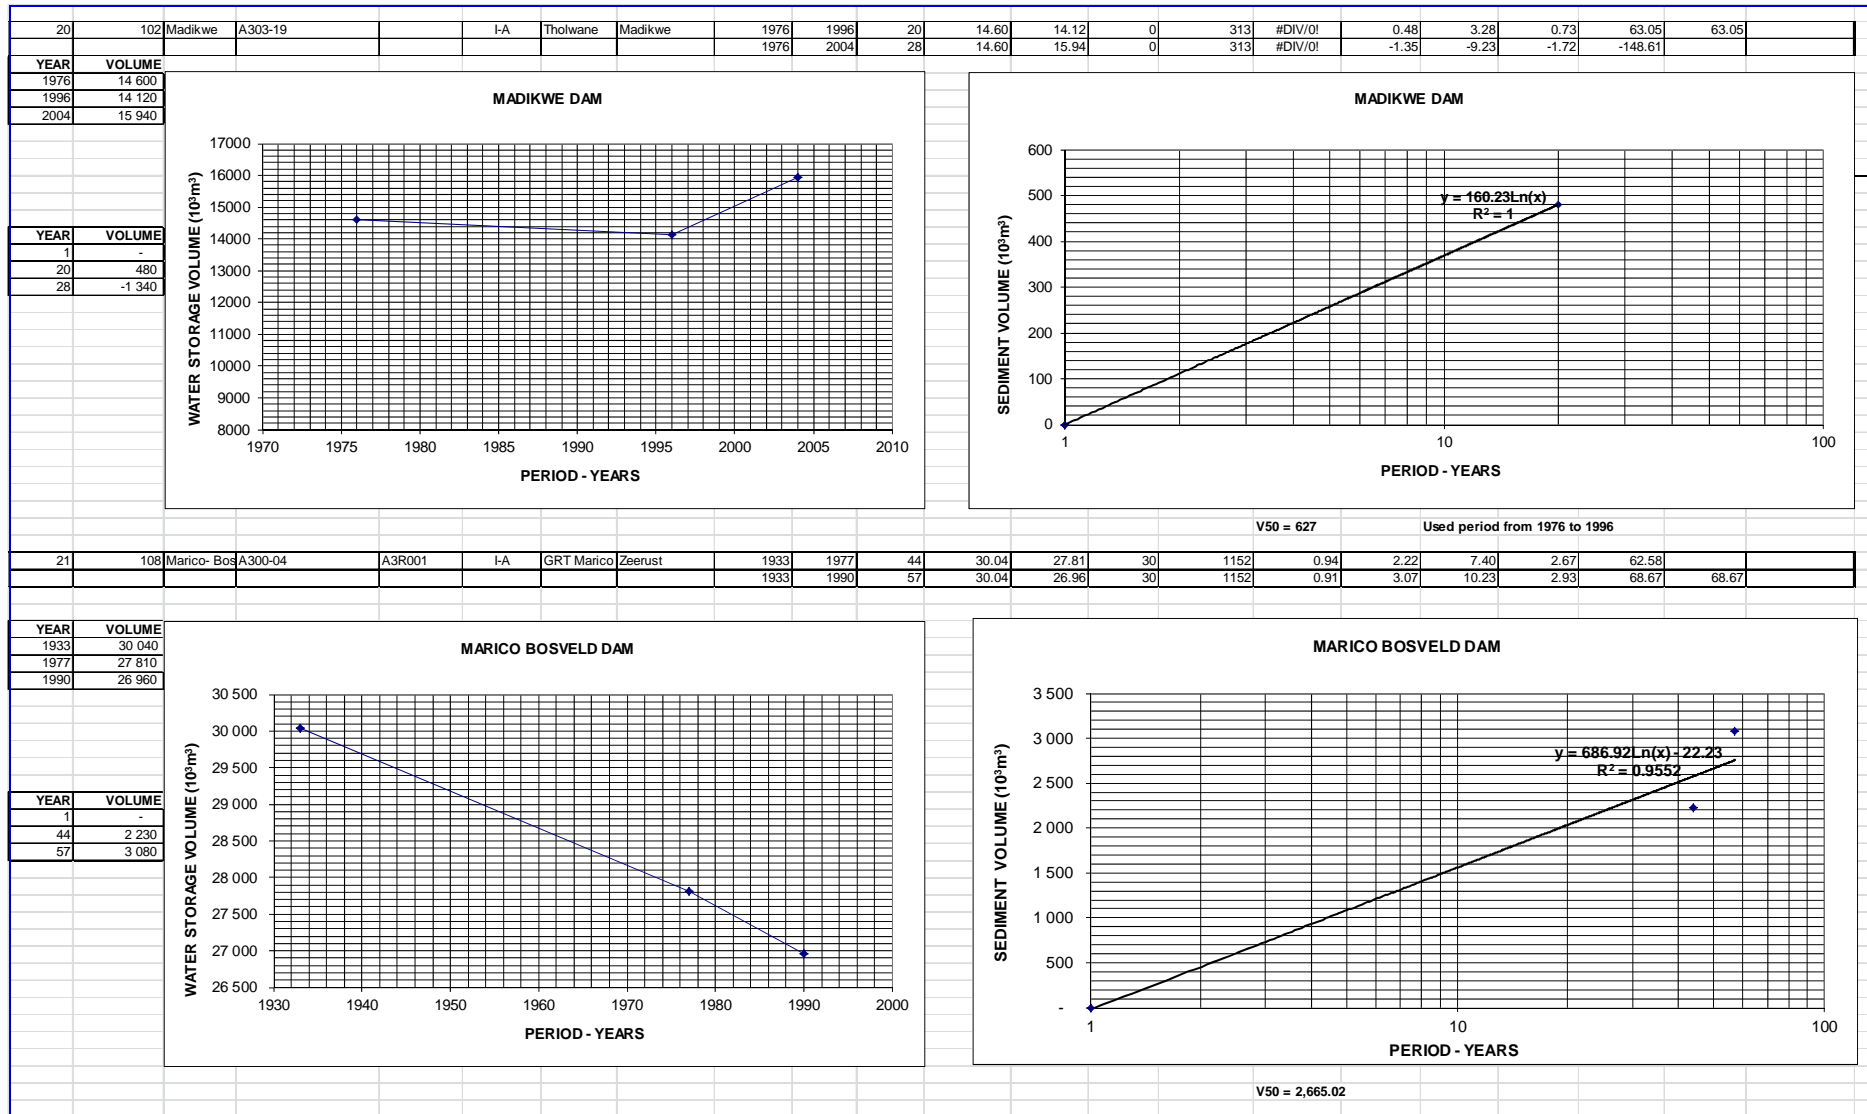 20 102 Madikwe A303-19 I-A Tholwane Madikwe 1976 1996 20 14.60 14.12 0 313 #DIV/0! 0.48 3.28 0.73 63.05 63.05
1976 2004 28 14.60 15.94 0 313 #DIV/0! -1.35 -9.23 -1.72 -148.61
YEAR VOLUME
1976 14 600
1996 14 120
2004 15 940
YEAR VOLUME
1 -
20 480
28 -1 340
MADIKWE DAM
WATER STORAGE VOLUME (10³m³)
17000
16000
15000
14000
13000
12000
11000
10000
9000
8000
1970 1975 1980 1985 1990 1995 2000 2005 2010
PERIOD - YEARS
MADIKWE DAM
SEDIMENT VOLUME (10³m³)
600
500
400
300
200
100
0
y = 160.23Ln(x)
R² = 1
1 10 100
PERIOD - YEARS
V50 = 627 Used period from 1976 to 1996
21 108 Marico- Bos A300-04 A3R001 I-A GRT Marico Zeerust 1933 1977 44 30.04 27.81 30 1152 0.94 2.22 7.40 2.67 62.58
1933 1990 57 30.04 26.96 30 1152 0.91 3.07 10.23 2.93 68.67 68.67
YEAR VOLUME
1933 30 040
1977 27 810
1990 26 960
YEAR VOLUME
1 -
44 2 230
57 3 080
MARICO BOSVELD DAM
WATER STORAGE VOLUME (10³m³)
30 500
30 000
29 500
29 000
28 500
28 000
27 500
27 000
26 500
1930 1940 1950 1960 1970 1980 1990 2000
PERIOD - YEARS
MARICO BOSVELD DAM
SEDIMENT VOLUME (10³m³)
3 500
3 000
2 500
2 000
1 500
1 000
500
-
y = 686.92Ln(x) - 22.23
R² = 0.9552
1 10 100
PERIOD - YEARS
V50 = 2,665.02